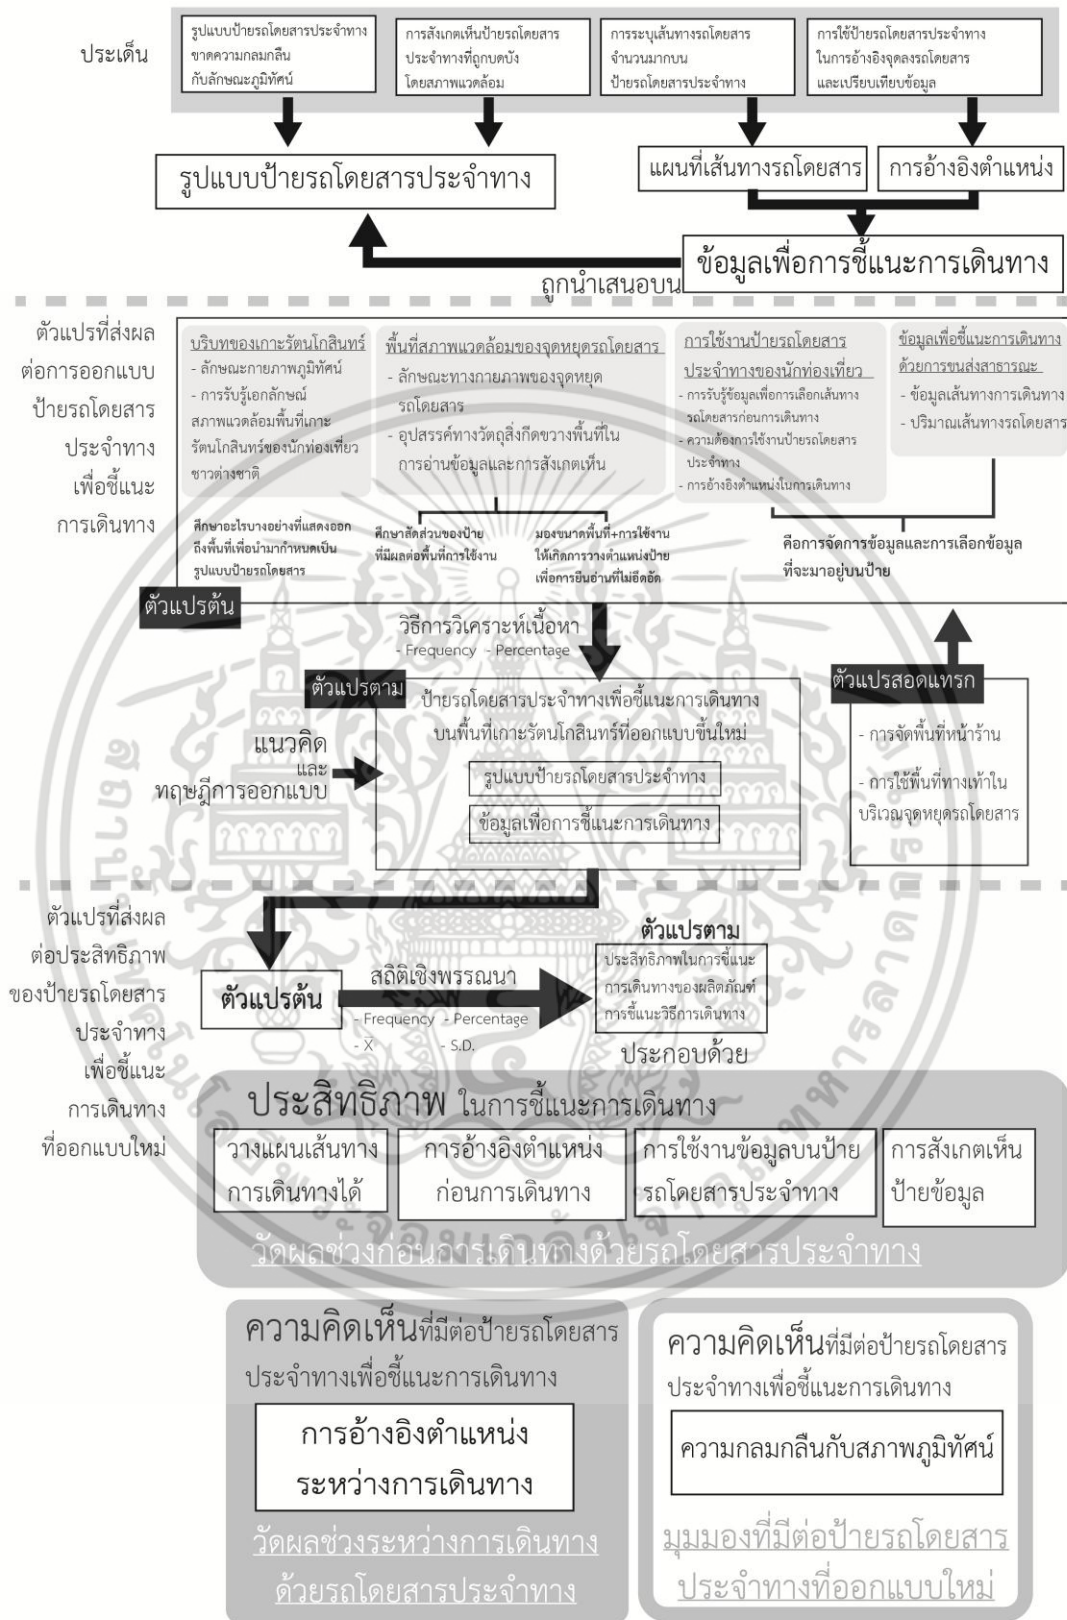 ประเด็น
รูปแบบป้ายรถโดยสารประจำทาง
ขาดความกลมกลืน
กับลักษณะภูมิทัศน์
การสังเกตเห็นป้ายรถโดยสาร
ประจำทางที่ถูกบดบัง
โดยสภาพแวดล้อม
การระบุเส้นทางรถโดยสาร
จำนวนมากบน
ป้ายรถโดยสารประจำทาง
การใช้ป้ายรถโดยสารประจำทาง
ในการอ้างอิงจุดลงรถโดยสาร
และเปรียบเทียบข้อมูล
รูปแบบป้ายรถโดยสารประจำทาง
แผนที่เส้นทางรถโดยสาร
การอ้างอิงตำแหน่ง
ข้อมูลเพื่อการชี้แนะการเดินทาง
ถูกนำเสนอบน
ตัวแปรที่ส่งผล
ต่อการออกแบบ
ป้ายรถโดยสาร
ประจำทาง
เพื่อชี้แนะ
การเดินทาง
บริบทของเกาะรัตนโกสินทร์
- ลักษณะกายภาพภูมิทัศน์
- การรับรู้เอกลักษณ์
สภาพแวดล้อมพื้นที่เกาะ
รัตนโกสินทร์ของนักท่องเที่ยว
ชาวต่างชาติ
พื้นที่สภาพแวดล้อมของจุดหยุดรถโดยสาร
- ลักษณะทางกายภาพของจุดหยุด
รถโดยสาร
- อุปสรรคทางวัตถุสิ่งกีดขวางพื้นที่ใน
การอ่านข้อมูลและการสังเกตเห็น
การใช้งานป้ายรถโดยสาร
ประจำทางของนักท่องเที่ยว
- การรับรู้ข้อมูลเพื่อการเลือกเส้นทาง
รถโดยสารก่อนการเดินทาง
- ความต้องการใช้งานป้ายรถโดยสาร
ประจำทาง
- การอ้างอิงตำแหน่งในการเดินทาง
ข้อมูลเพื่อชี้แนะการเดินทาง
ด้วยการขนส่งสาธารณะ
- ข้อมูลเส้นทางการเดินทาง
- ปริมาณเส้นทางรถโดยสาร
ศึกษาอะไรบางอย่างที่แสดงออก
ถึงพื้นที่เพื่อนำมากำหนดเป็น
รูปแบบป้ายรถโดยสาร
ศึกษาสัดส่วนของป้าย
ที่มีผลต่อพื้นที่การใช้งาน
มองขนาดพื้นที่+การใช้งาน
ให้เกิดการวางตำแหน่งป้าย
เพื่อการยืนอ่านที่ไม่อึดอัด
คือการจัดการข้อมูลและการเลือกข้อมูล
ที่จะมาอยู่บนป้าย
ตัวแปรต้น
วิธีการวิเคราะห์เนื้อหา
- Frequency - Percentage
ตัวแปรตาม
ป้ายรถโดยสารประจำทางเพื่อชี้แนะการเดินทาง
บนพื้นที่เกาะรัตนโกสินทร์ที่ออกแบบขึ้นใหม่
รูปแบบป้ายรถโดยสารประจำทาง
ข้อมูลเพื่อการชี้แนะการเดินทาง
แนวคิด
และ
ทฤษฎีการออกแบบ
ตัวแปรสอดแทรก
- การจัดพื้นที่หน้าร้าน
- การใช้พื้นที่ทางเท้าใน
บริเวณจุดหยุดรถโดยสาร
ตัวแปรที่ส่งผล
ต่อประสิทธิภาพ
ของป้ายรถโดยสาร
ประจำทาง
เพื่อชี้แนะ
การเดินทาง
ที่ออกแบบใหม่
ตัวแปรต้น
สถิติเชิงพรรณนา
- Frequency - Percentage
- X̄ - S.D.
ตัวแปรตาม
ประสิทธิภาพในการชี้แนะ
การเดินทางของผลิตภัณฑ์
การชี้แนะวิธีการเดินทาง
ประกอบด้วย
ประสิทธิภาพ ในการชี้แนะการเดินทาง
วางแผนเส้นทาง
การเดินทางได้
การอ้างอิงตำแหน่ง
ก่อนการเดินทาง
การใช้งานข้อมูลบนป้าย
รถโดยสารประจำทาง
การสังเกตเห็น
ป้ายข้อมูล
วัดผลช่วงก่อนการเดินทางด้วยรถโดยสารประจำทาง
ความคิดเห็นที่มีต่อป้ายรถโดยสาร
ประจำทางเพื่อชี้แนะการเดินทาง
การอ้างอิงตำแหน่ง
ระหว่างการเดินทาง
วัดผลช่วงระหว่างการเดินทาง
ด้วยรถโดยสารประจำทาง
ความคิดเห็นที่มีต่อป้ายรถโดยสาร
ประจำทางเพื่อชี้แนะการเดินทาง
ความกลมกลืนกับสภาพภูมิทัศน์
มุมมองที่มีต่อป้ายรถโดยสาร
ประจำทางที่ออกแบบใหม่
สถาบันเทคโนโลยีพระจอมเกล้าเจ้าคุณทหารลาดกระบัง